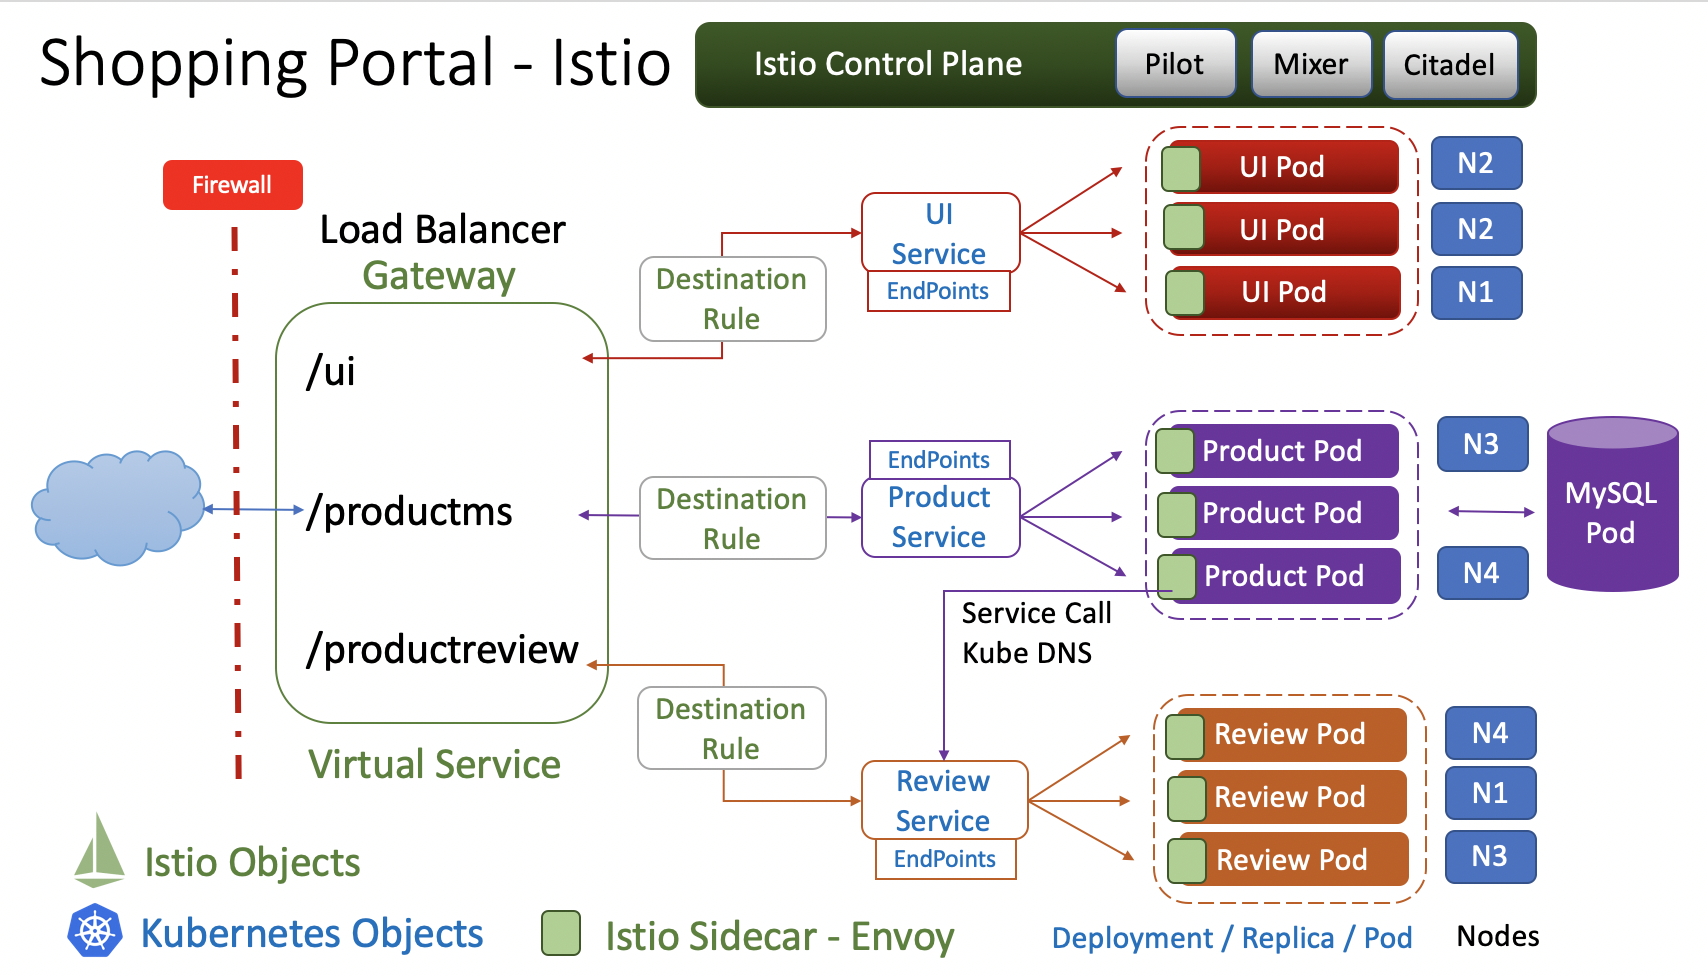 Shopping Portal - Istio
Istio Control Plane
Pilot
Mixer
Citadel
Firewall
Load Balancer
Gateway
/ui
/productms
/productreview
Virtual Service
Destination
Rule
UI
Service
EndPoints
UI Pod
UI Pod
UI Pod
N2
N2
N1
Destination
Rule
EndPoints
Product
Service
Product Pod
Product Pod
Product Pod
N3
N4
MySQL
Pod
Service Call
Kube DNS
Destination
Rule
Review
Service
EndPoints
Review Pod
Review Pod
Review Pod
N4
N1
N3
Istio Objects
Kubernetes Objects
Istio Sidecar - Envoy
Deployment / Replica / Pod
Nodes